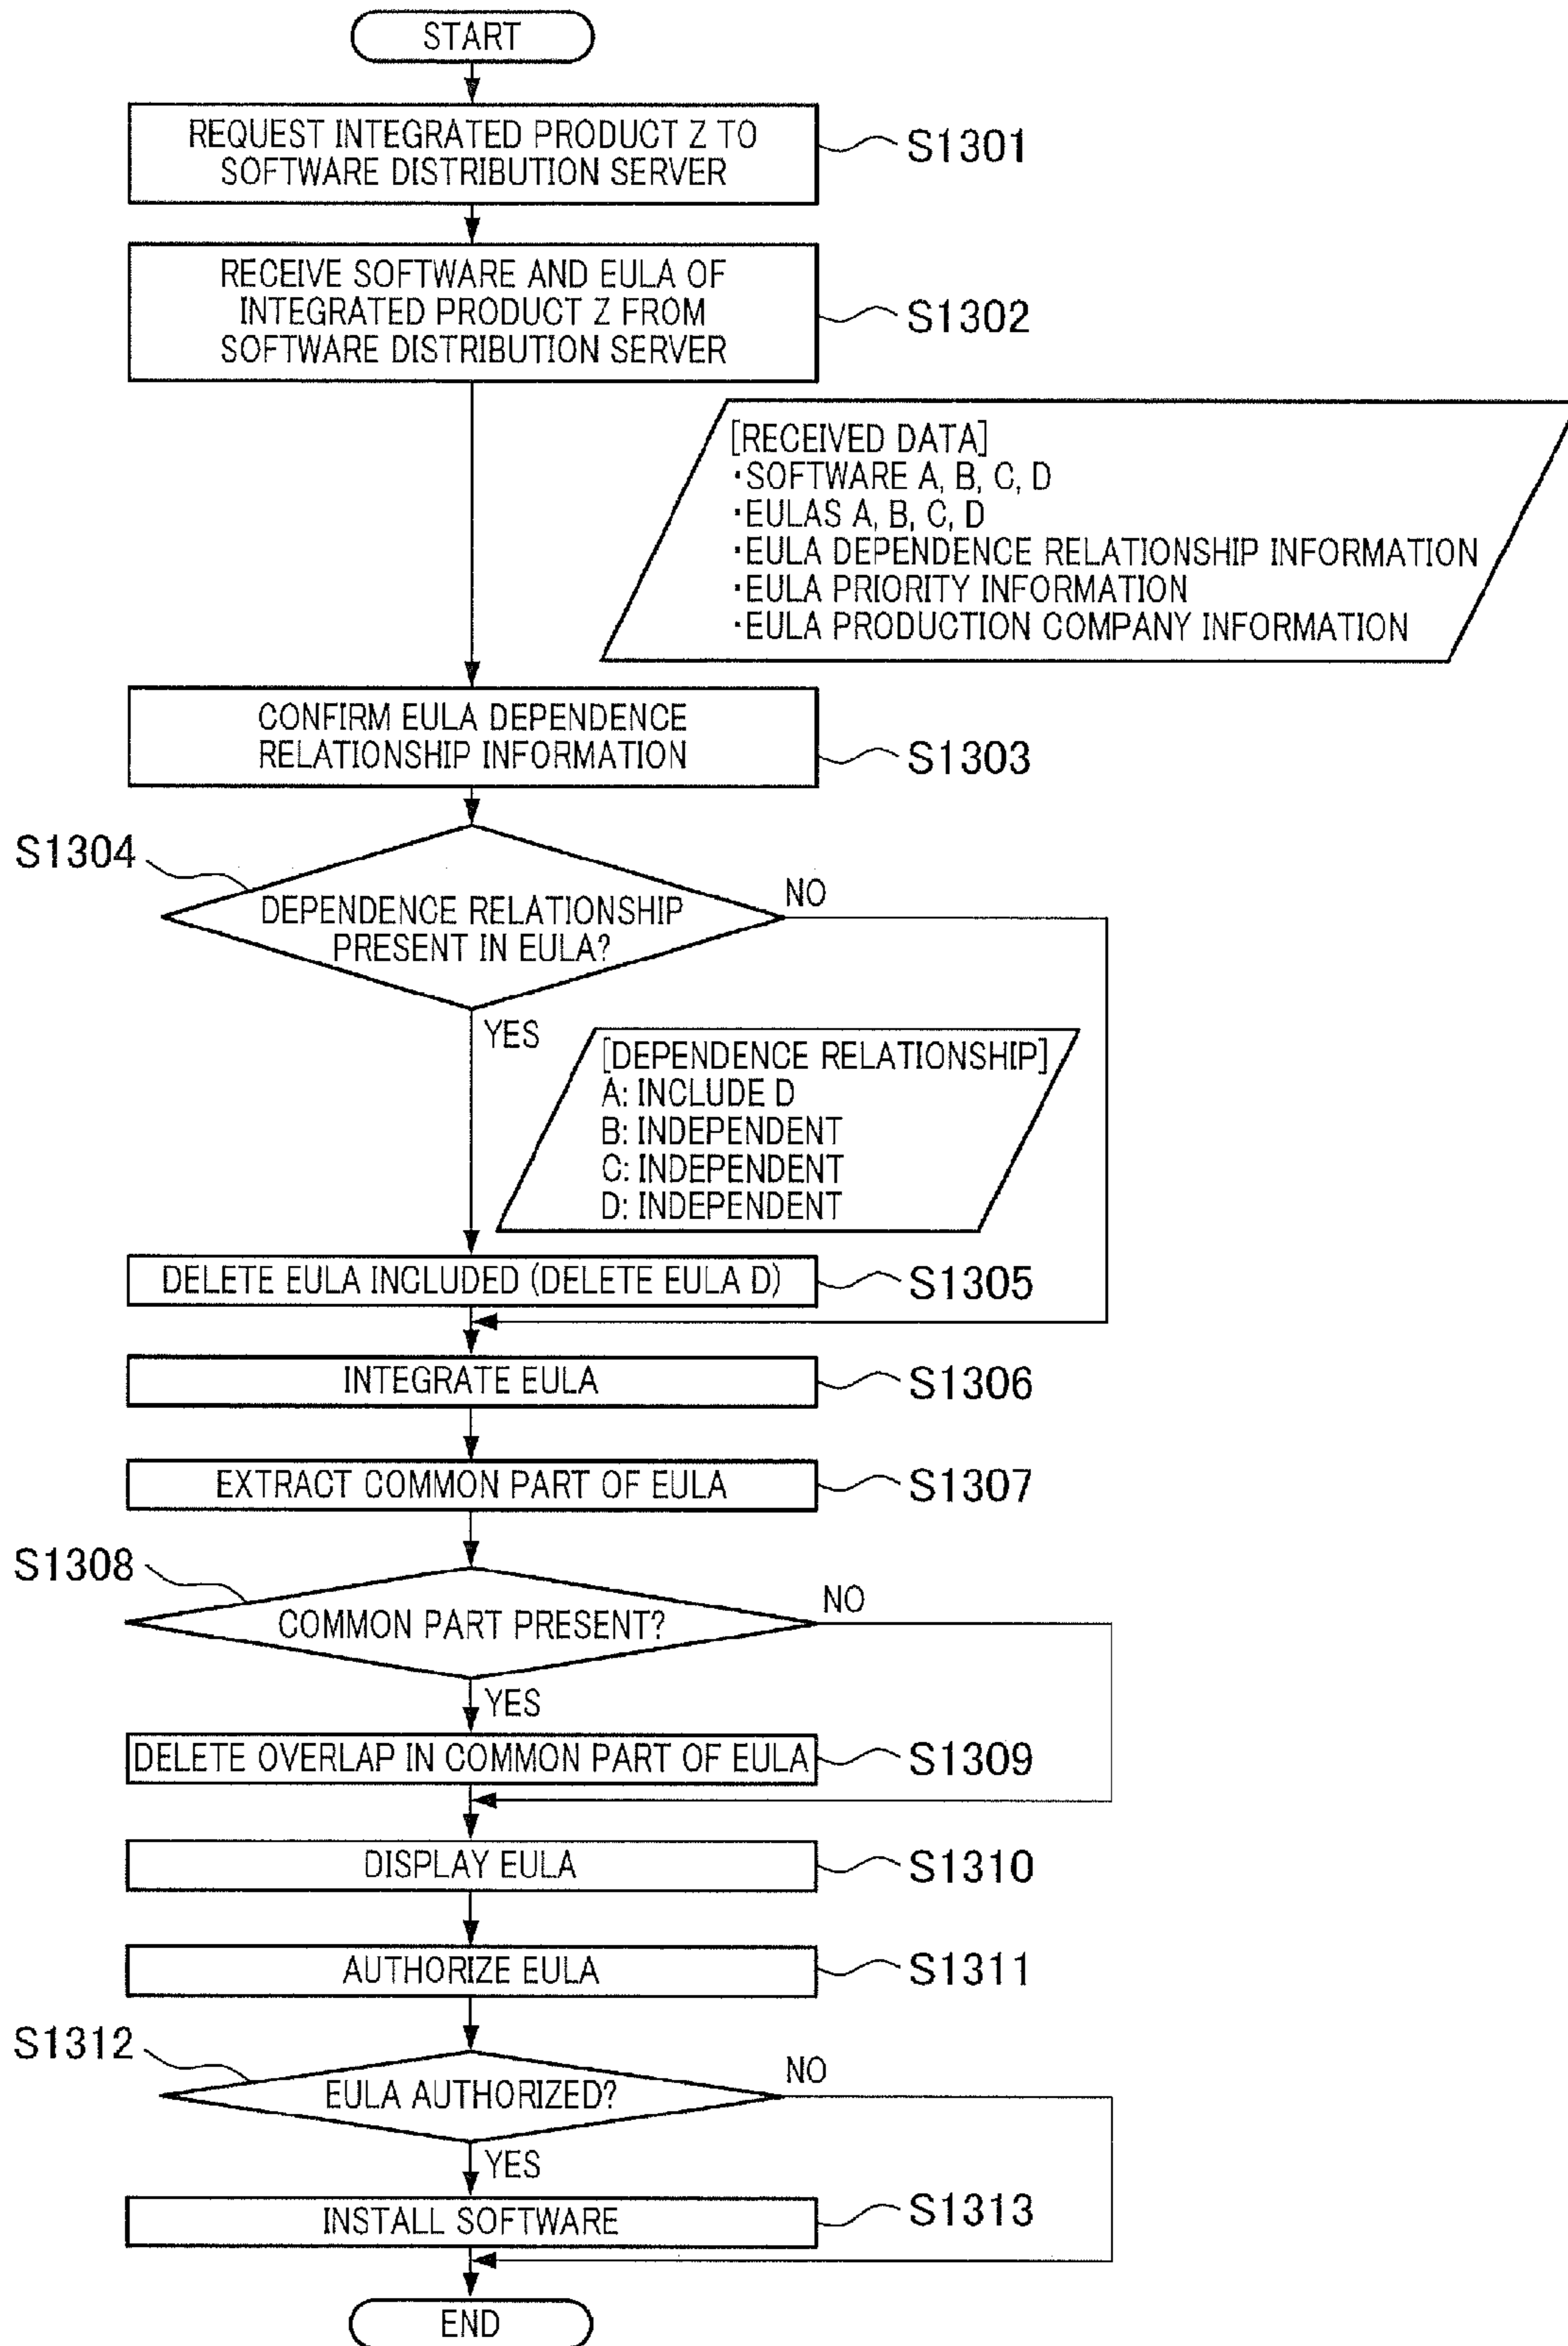 START
REQUEST INTEGRATED PRODUCT Z TO
SOFTWARE DISTRIBUTION SERVER
S1301
RECEIVE SOFTWARE AND EULA OF
INTEGRATED PRODUCT Z FROM
SOFTWARE DISTRIBUTION SERVER
S1302
[RECEIVED DATA]
・SOFTWARE A, B, C, D
・EULAS A, B, C, D
・EULA DEPENDENCE RELATIONSHIP INFORMATION
・EULA PRIORITY INFORMATION
・EULA PRODUCTION COMPANY INFORMATION
CONFIRM EULA DEPENDENCE
RELATIONSHIP INFORMATION
S1303
S1304
DEPENDENCE RELATIONSHIP
PRESENT IN EULA?
NO
YES
[DEPENDENCE RELATIONSHIP]
A: INCLUDE D
B: INDEPENDENT
C: INDEPENDENT
D: INDEPENDENT
DELETE EULA INCLUDED (DELETE EULA D)
S1305
INTEGRATE EULA
S1306
EXTRACT COMMON PART OF EULA
S1307
S1308
COMMON PART PRESENT?
NO
YES
DELETE OVERLAP IN COMMON PART OF EULA
S1309
DISPLAY EULA
S1310
AUTHORIZE EULA
S1311
S1312
EULA AUTHORIZED?
NO
YES
INSTALL SOFTWARE
S1313
END